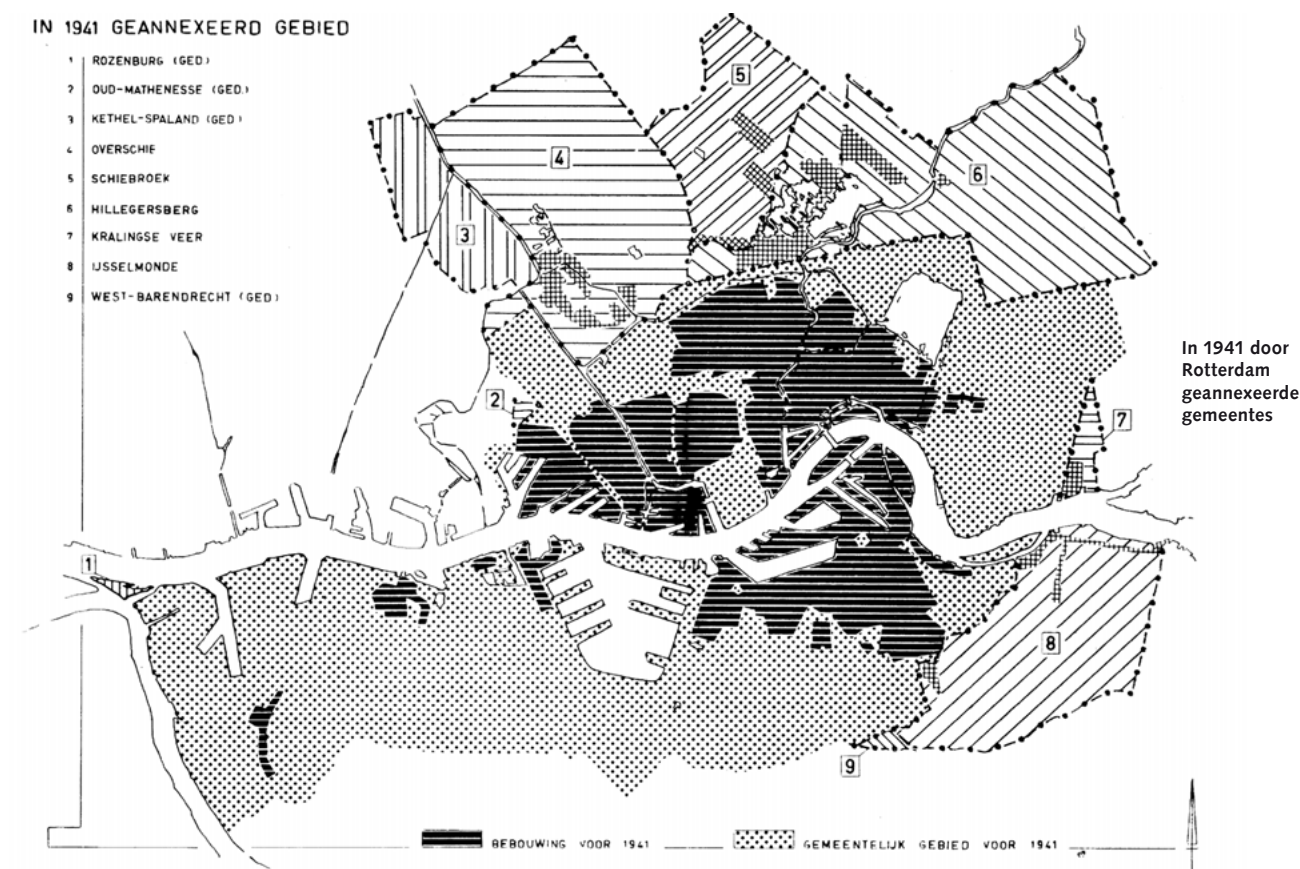 IN 1941 GEANNEXEERD GEBIED
1 ROZENBURG (GED.)
2 OUD-MATHENESSE (GED.)
3 KETHEL-SPALAND (GED)
4 OVERSCHIE
5 SCHIEBROEK
6 HILLEGERSBERG
7 KRALINGSE VEER
8 IJSSELMONDE
9 WEST-BARENDRECHT (GED)
5
4
6
3
In 1941 door
Rotterdam
geannexeerde
gemeentes
2
7
1
8
9
BEBOUWING VOOR 1941
GEMEENTELIJK GEBIED VOOR 1941